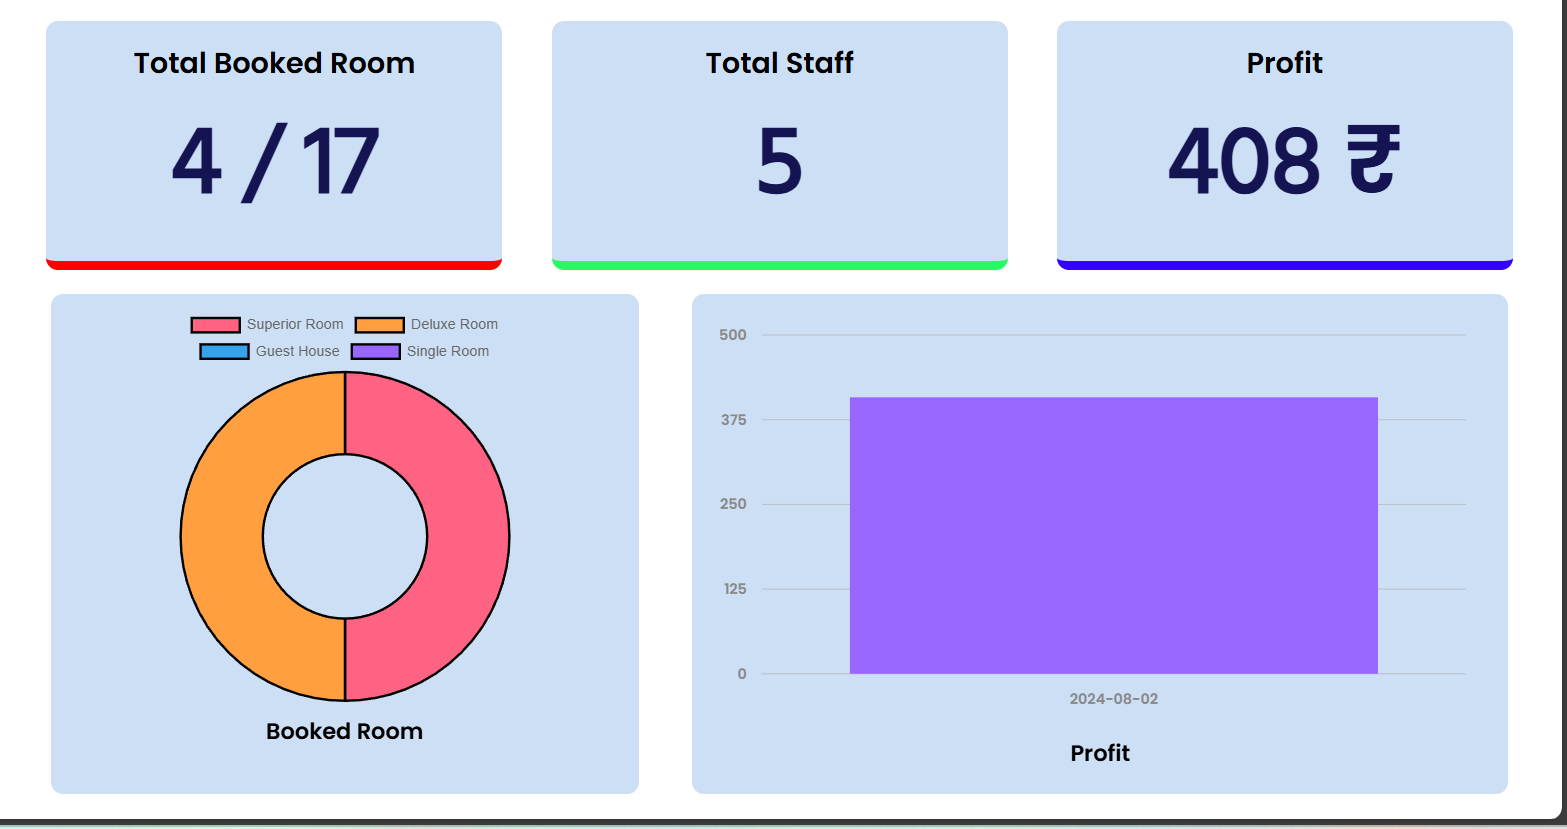 Total Booked Room
4 / 17
Total Staff
5
Profit
408 ₹
Superior Room Deluxe Room
Guest House Single Room
Booked Room
500
375
250
125
0
2024-08-02
Profit